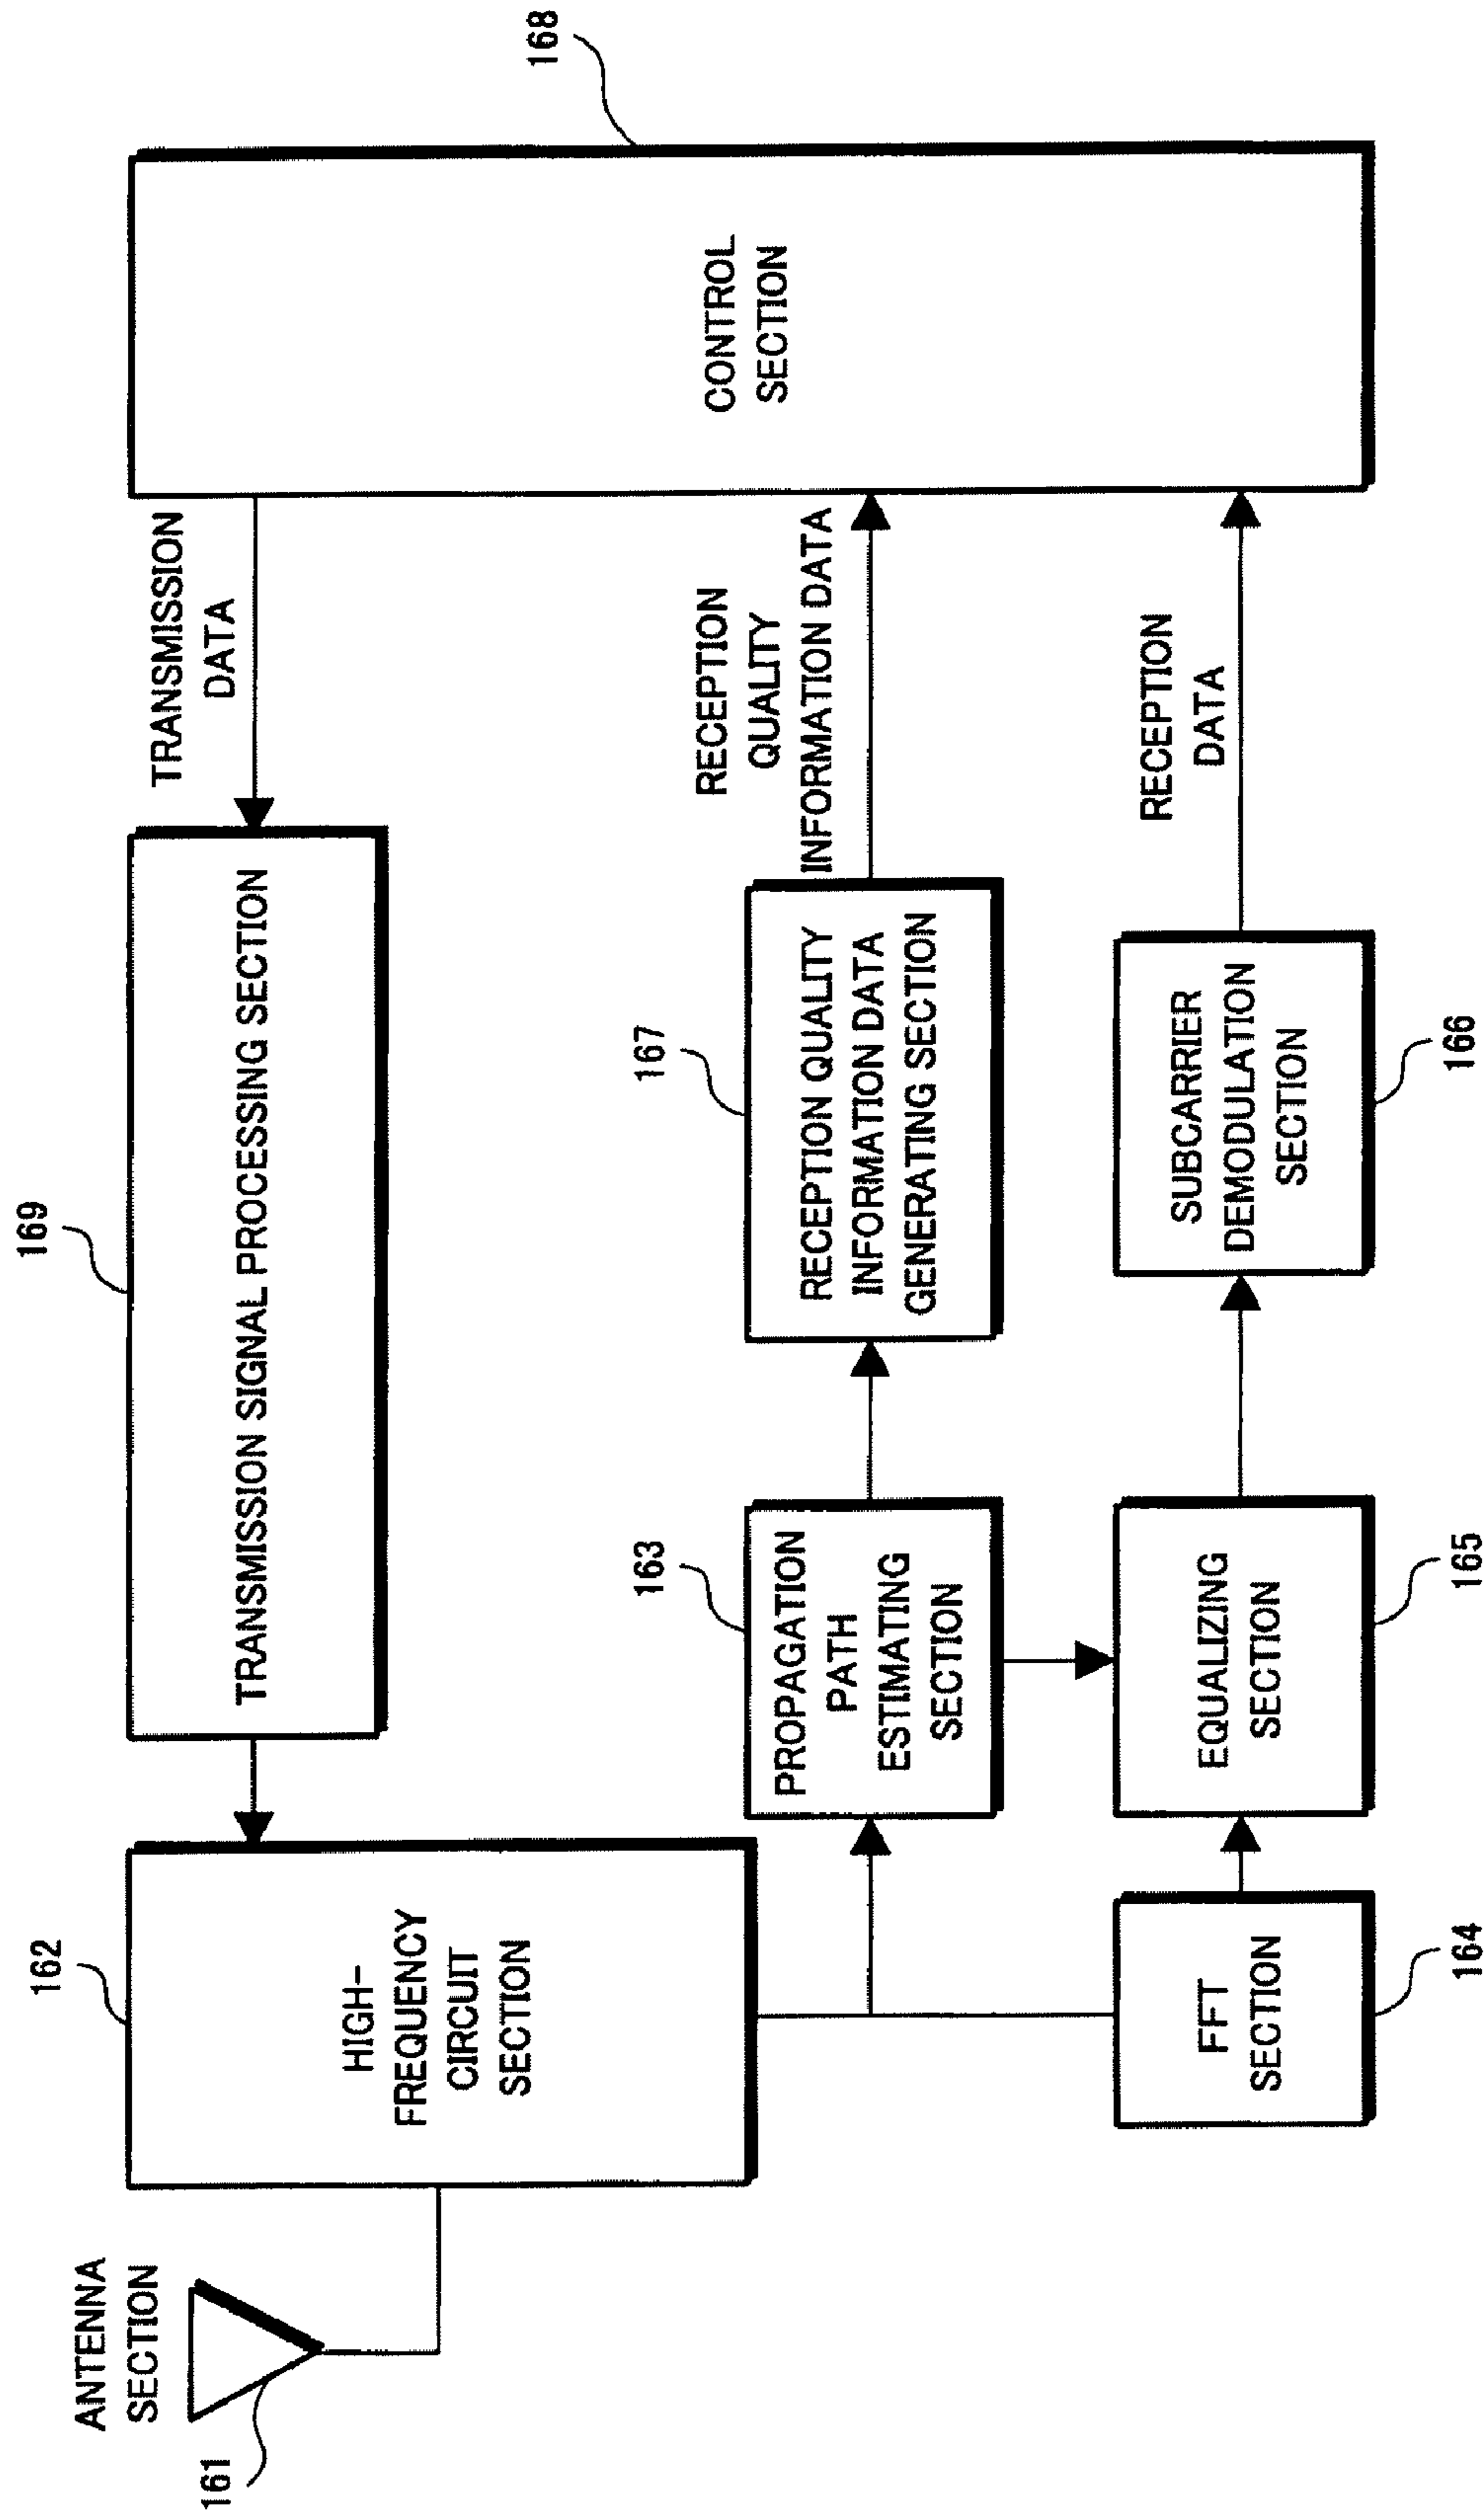 ANTENNA
SECTION
161
162
HIGH-
FREQUENCY
CIRCUIT
SECTION
169
TRANSMISSION SIGNAL PROCESSING SECTION
TRANSMISSION
DATA
168
CONTROL
SECTION
163
PROPAGATION
PATH
ESTIMATING
SECTION
167
RECEPTION QUALITY
INFORMATION DATA
GENERATING SECTION
RECEPTION
QUALITY
INFORMATION DATA
FFT
SECTION
164
EQUALIZING
SECTION
165
SUBCARRIER
DEMODULATION
SECTION
166
RECEPTION
DATA